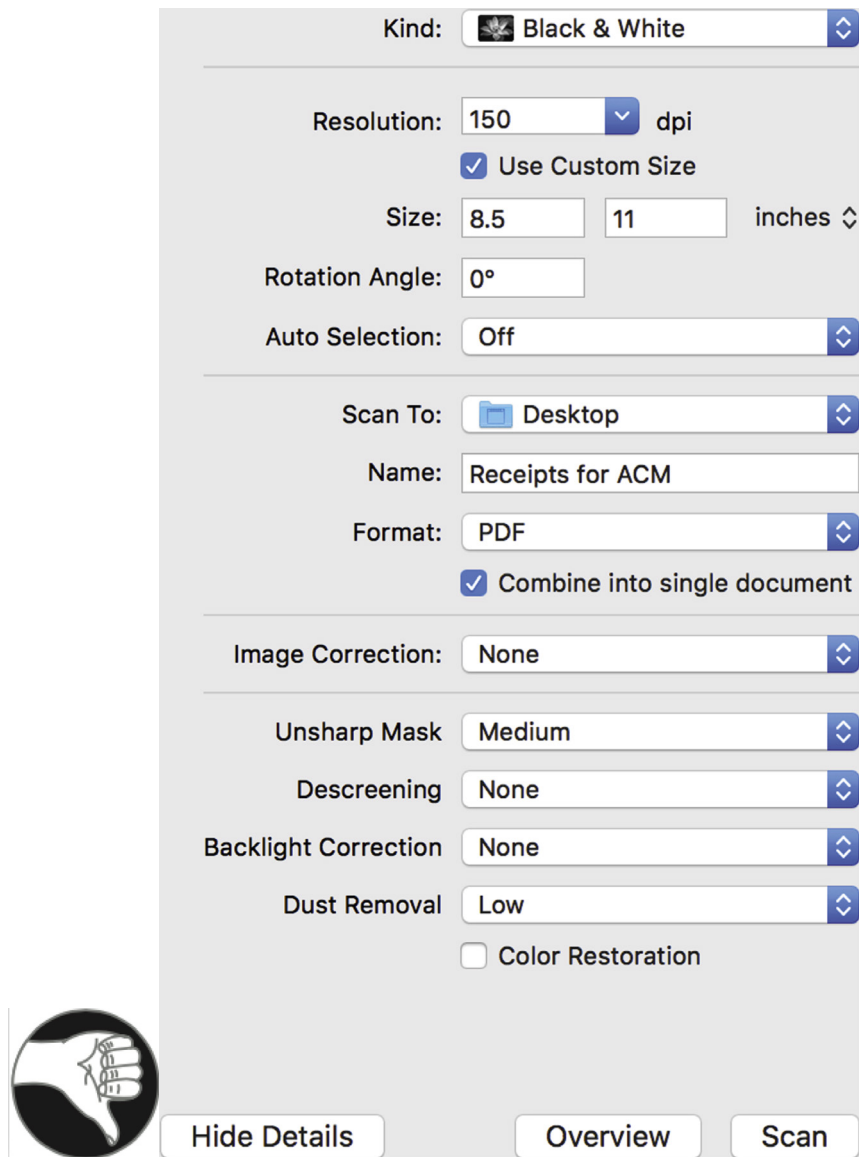 Kind: Black & White
Resolution: 150 dpi
Use Custom Size
Size: 8.5 11 inches
Rotation Angle: 0°
Auto Selection: Off
Scan To: Desktop
Name: Receipts for ACM
Format: PDF
Combine into single document
Image Correction: None
Unsharp Mask Medium
Descreening None
Backlight Correction None
Dust Removal Low
Color Restoration
Hide Details Overview Scan